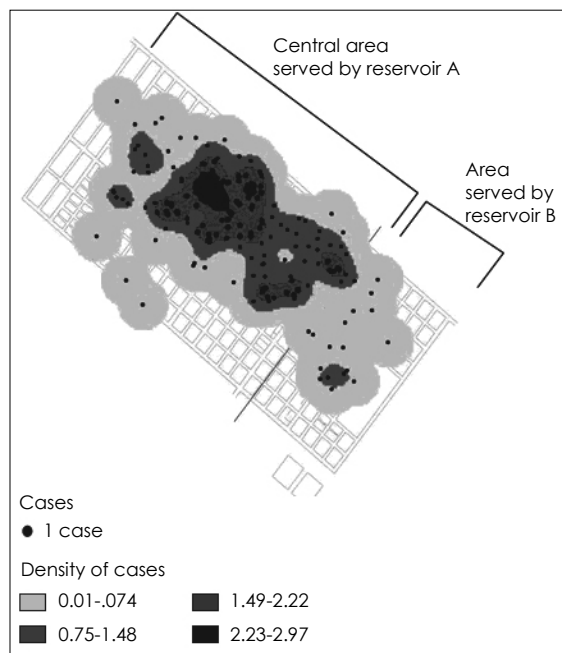 Central area
served by reservoir A
Area
served by
reservoir B
Cases
1 case
Density of cases
0.01-.074
1.49-2.22
0.75-1.48
2.23-2.97